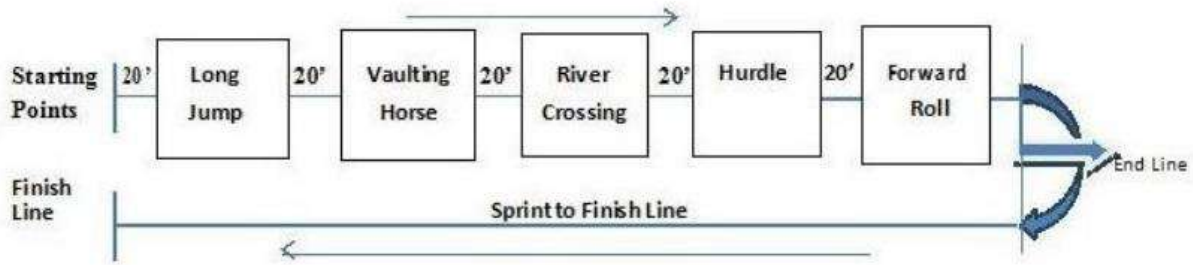 Starting
Points
20’
Long
Jump
20’
Vaulting
Horse
20’
River
Crossing
20’
Hurdle
20’
Forward
Roll
End Line
Finish
Line
Sprint to Finish Line